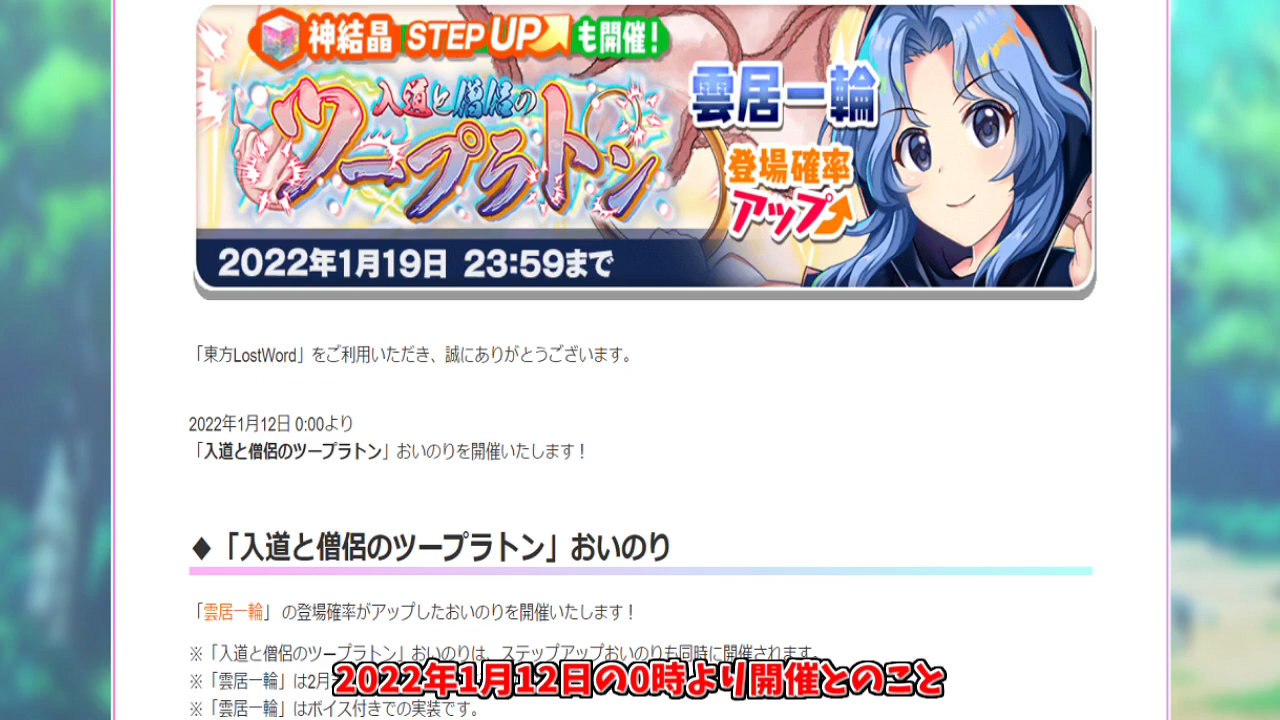 神結晶 STEP UP も開催！
入道と僧侶の
ツープラトン
雲居一輪
登場確率
アップ
2022年1月19日 23:59まで
「東方LostWord」をご利用いただき、誠にありがとうございます。
2022年1月12日 0:00より
「入道と僧侶のツープラトン」おいのりを開催いたします！
◆「入道と僧侶のツープラトン」おいのり
「雲居一輪」 の登場確率がアップしたおいのりを開催いたします！
※「入道と僧侶のツープラトン」おいのりは、ステップアップおいのりも同時に開催されます。
※「雲居一輪」は2月
2022年1月12日の0時より開催とのこと
※「雲居一輪」はボイス付きでの実装です。